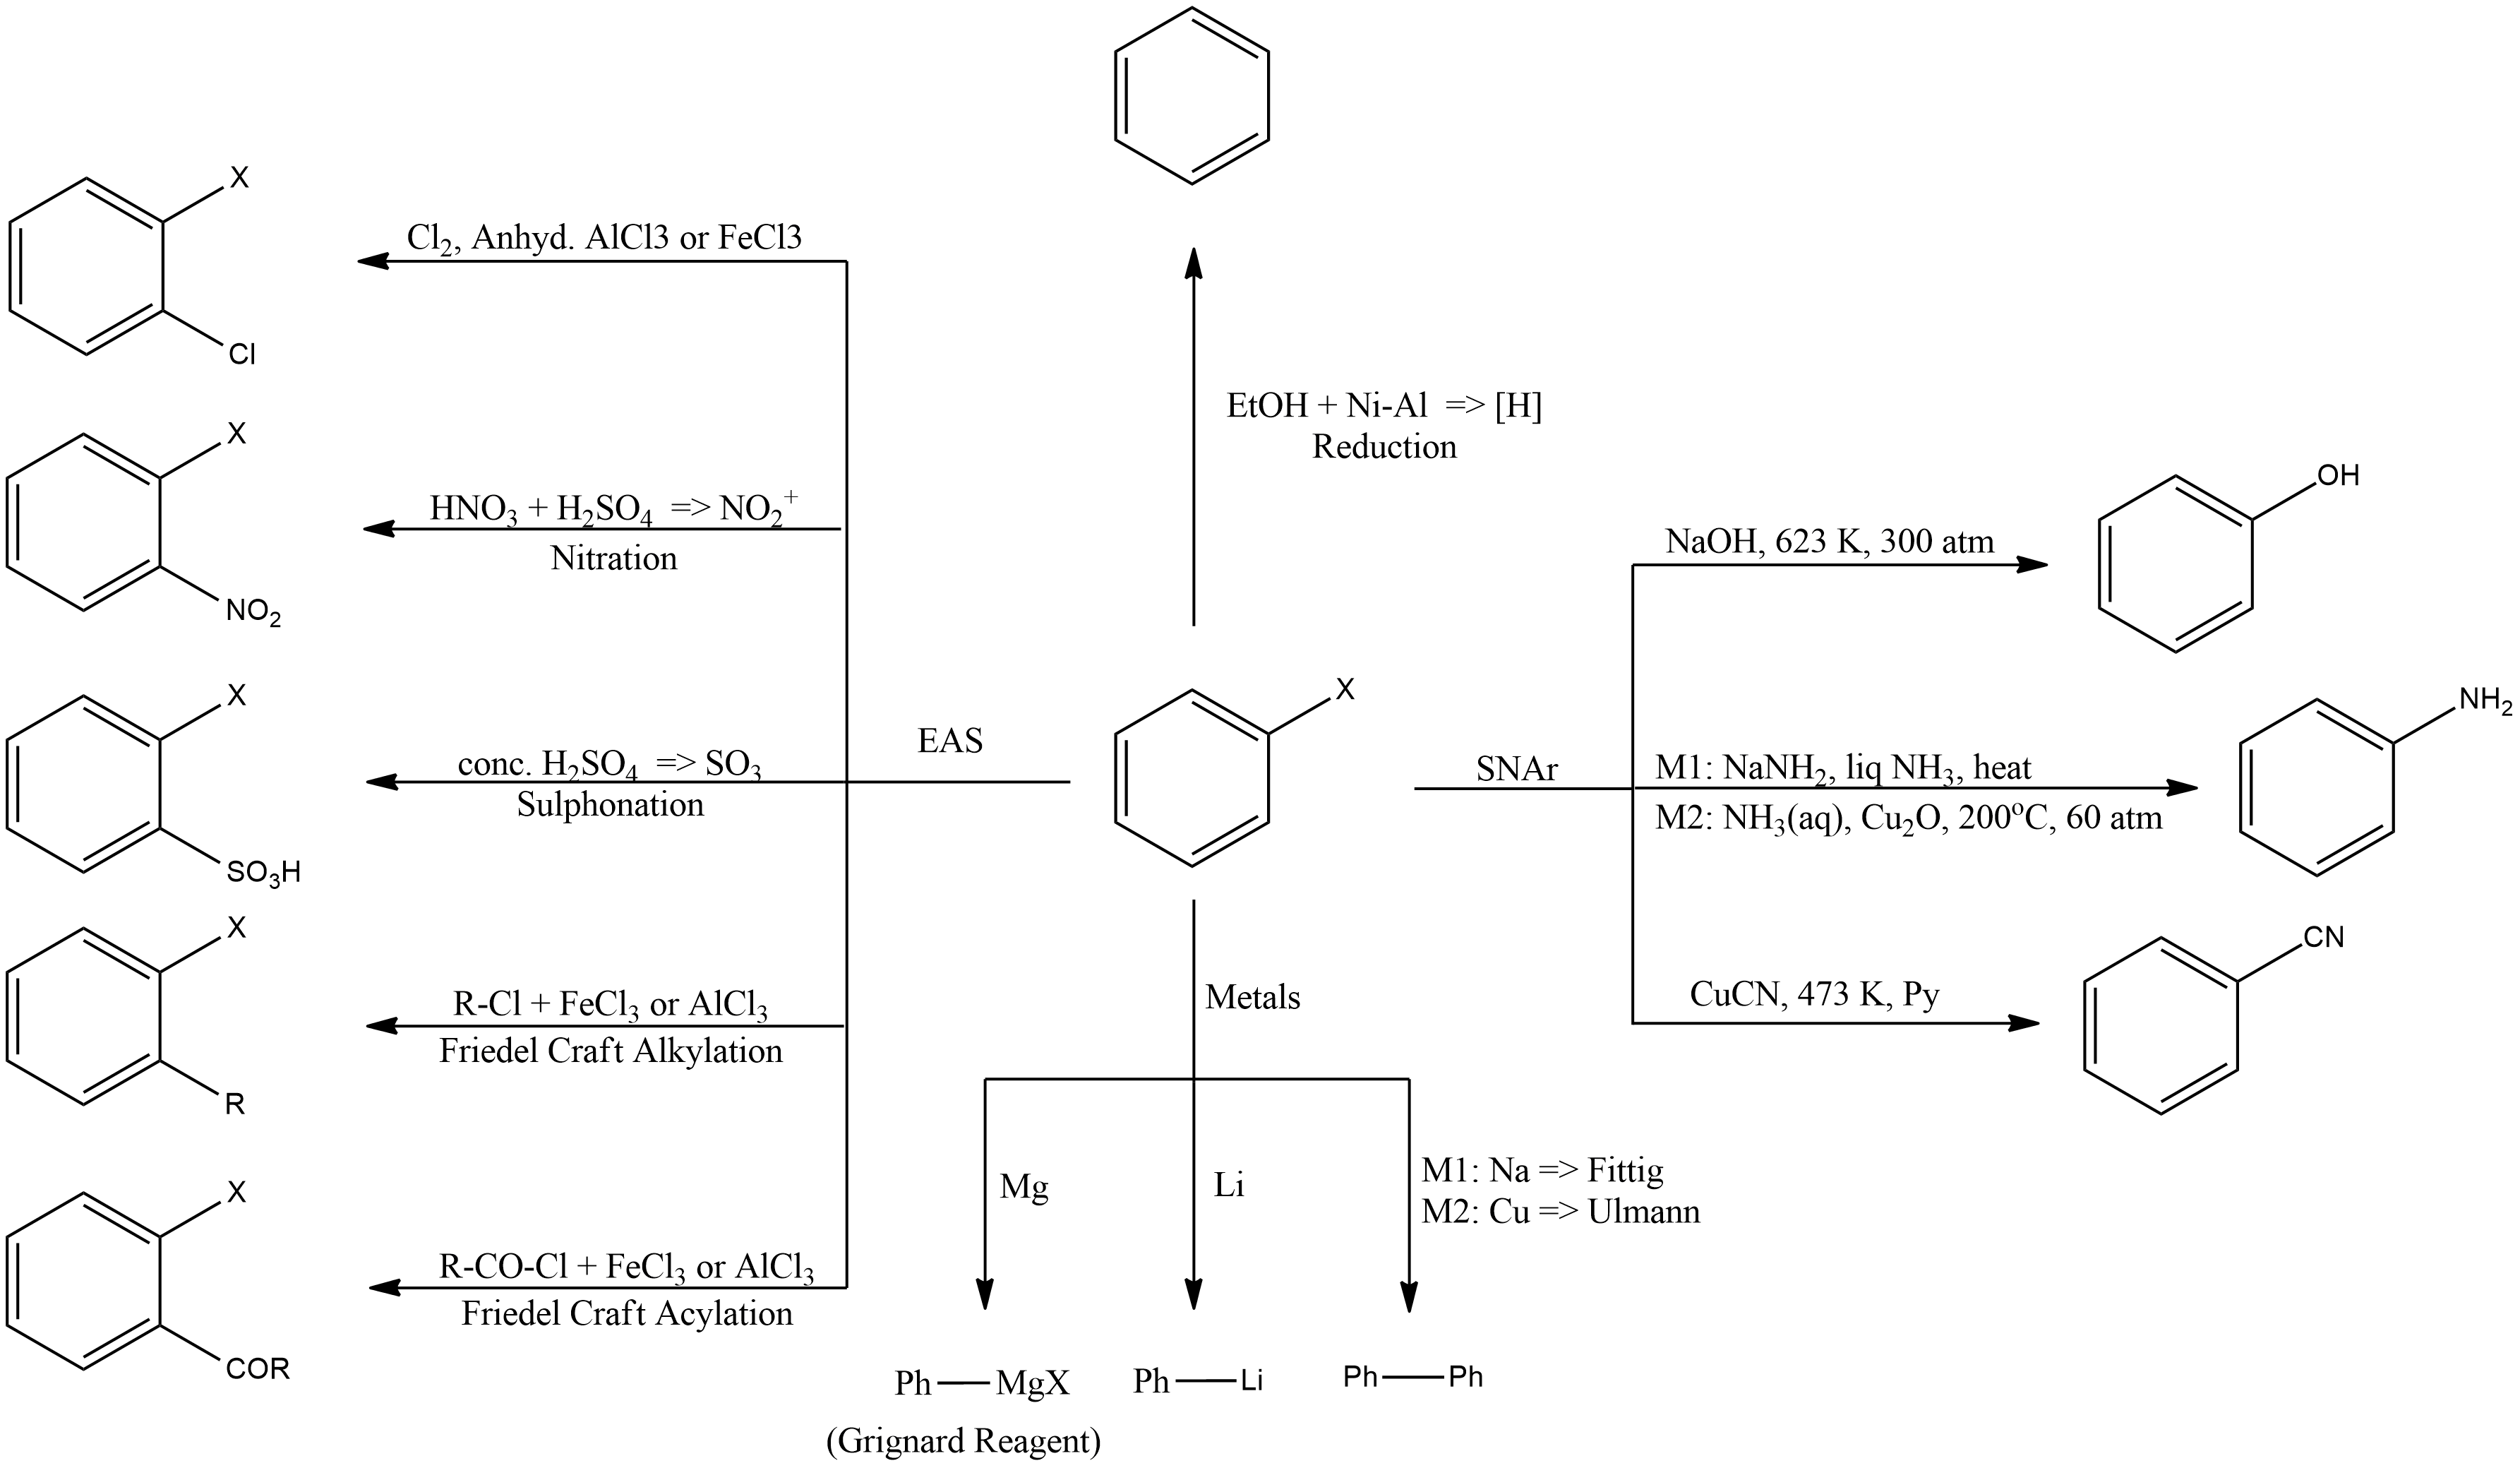 X
Cl₂, Anhyd. AlCl3 or FeCl3
Cl
X
HNO₃ + H₂SO₄ => NO₂⁺
Nitration
NO₂
X
conc. H₂SO₄ => SO₃
Sulphonation
SO₃H
X
R-Cl + FeCl₃ or AlCl₃
Friedel Craft Alkylation
R
X
R-CO-Cl + FeCl₃ or AlCl₃
Friedel Craft Acylation
COR
EAS
EtOH + Ni-Al => [H]
Reduction
X
Metals
Mg
Li
M1: Na => Fittig
M2: Cu => Ulmann
Ph MgX
(Grignard Reagent)
Ph Li
Ph Ph
SNAr
NaOH, 623 K, 300 atm
OH
M1: NaNH₂, liq NH₃, heat
M2: NH₃(aq), Cu₂O, 200°C, 60 atm
NH₂
CuCN, 473 K, Py
CN